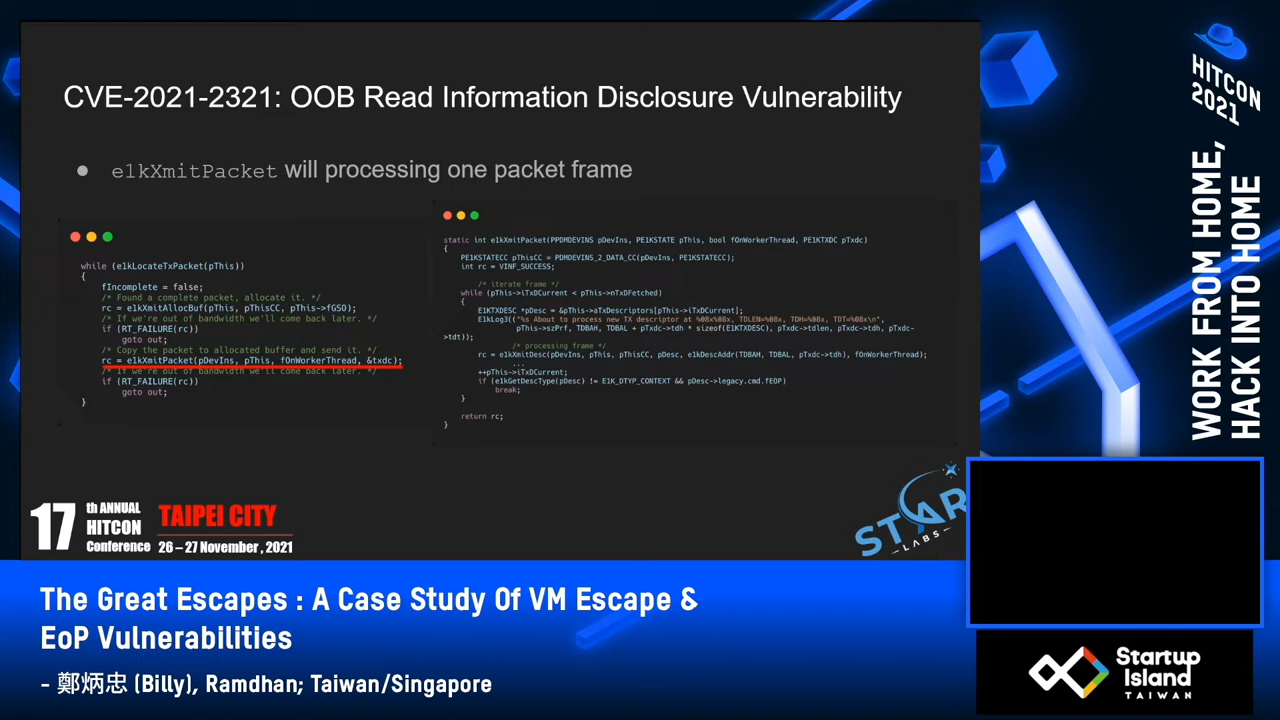 CVE-2021-2321: OOB Read Information Disclosure Vulnerability
● e1kXmitPacket will processing one packet frame
while (e1kLocateTxPacket(pThis))
{
fIncomplete = false;
/* Found a complete packet, allocate it. */
rc = e1kXmitAllocBuf(pThis, pThisCC, pThis->fGSO);
/* If we're out of bandwidth we'll come back later. */
if (RT_FAILURE(rc))
goto out;
/* Copy the packet to allocated buffer and send it. */
rc = e1kXmitPacket(pDevIns, pThis, fOnWorkerThread, &txdc);
/* If we're out of bandwidth we'll come back later. */
if (RT_FAILURE(rc))
goto out;
}
static int e1kXmitPacket(PPDMDEVINS pDevIns, PE1KSTATE pThis, bool fOnWorkerThread, PE1KTXDC pTxdc)
{
PE1KSTATECC pThisCC = PDMDEVINS_2_DATA_CC(pDevIns, PE1KSTATECC);
int rc = VINF_SUCCESS;
/* iterate frame */
while (pThis->iTxDCurrent < pThis->nTxDFetched)
{
E1KTXDESC *pDesc = &pThis->aTxDescriptors[pThis->iTxDCurrent];
E1kLog3(("%s About to process new TX descriptor at %08x%08x, TDLEN=%08x, TDH=%08x, TDT=%08x\n",
pThis->szPrf, TDBAH, TDBAL + pTxdc->tdh * sizeof(E1KTXDESC), pTxdc->tdlen, pTxdc->tdh, pTxdc-
>tdt));
/* processing frame */
rc = e1kXmitDesc(pDevIns, pThis, pThisCC, pDesc, e1kDescAddr(TDBAH, TDBAL, pTxdc->tdh), fOnWorkerThread);
...
++pThis->iTxDCurrent;
if (e1kGetDescType(pDesc) != E1K_DTYP_CONTEXT && pDesc->legacy.cmd.fEOP)
break;
}
return rc;
}
17 th ANNUAL HITCON Conference
TAIPEI CITY
26 – 27 November , 2021
STAR
-LABS-
HITCON
2021
WORK FROM HOME,
HACK INTO HOME
The Great Escapes : A Case Study Of VM Escape &
EoP Vulnerabilities
- 鄭炳忠 (Billy), Ramdhan; Taiwan/Singapore
Startup
Island
TAIWAN